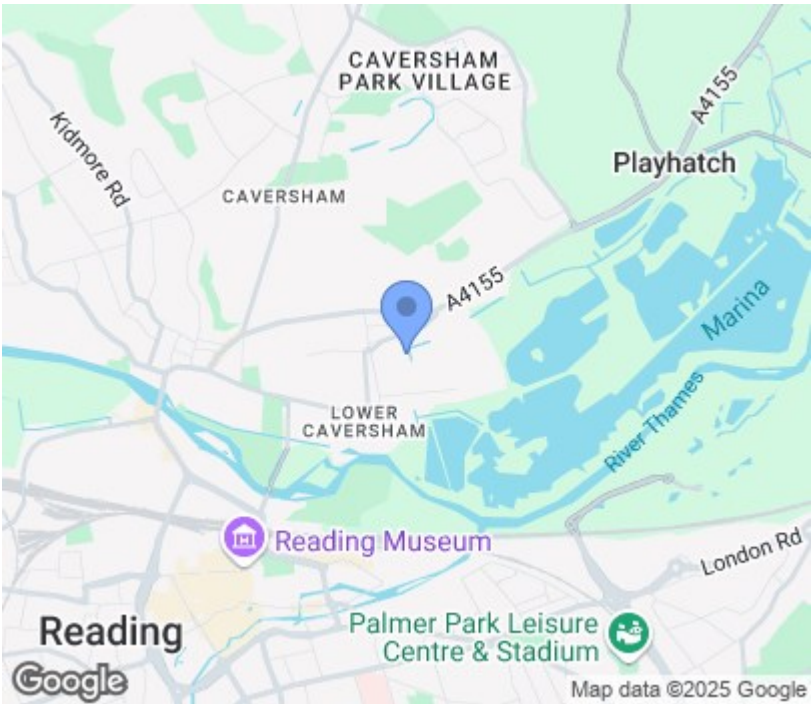 CAVERSHAM
PARK VILLAGE
A4155
Kidmore Rd
Playhatch
CAVERSHAM
A4155
Marina
LOWER
CAVERSHAM
River Thames
Reading Museum
London Rd
Reading
Palmer Park Leisure
Centre & Stadium
Google
Map data ©2025 Google